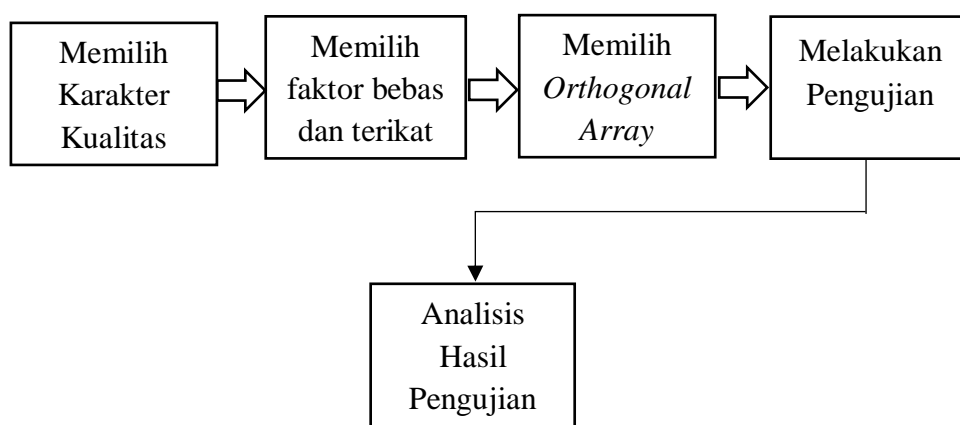 Memilih
Karakter
Kualitas
Memilih
faktor bebas
dan terikat
Memilih
Orthogonal
Array
Melakukan
Pengujian
Analisis
Hasil
Pengujian